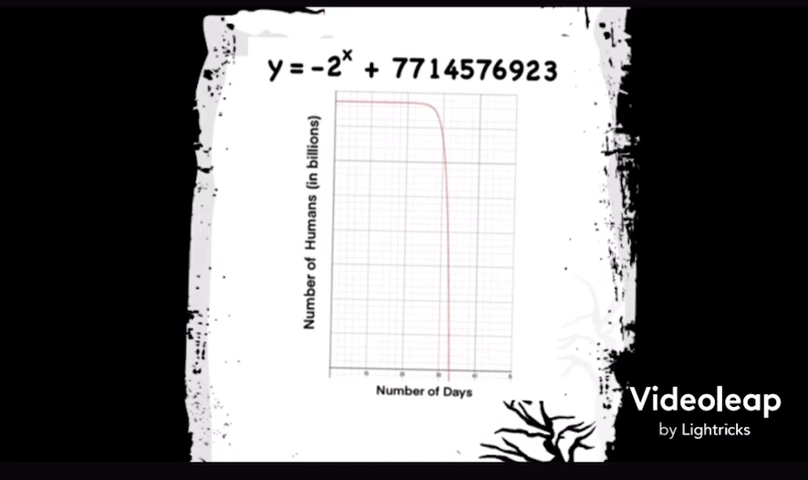 y = -2ˣ + 7714576923
Number of Humans (in billions)
Number of Days
Videoleap
by Lightricks